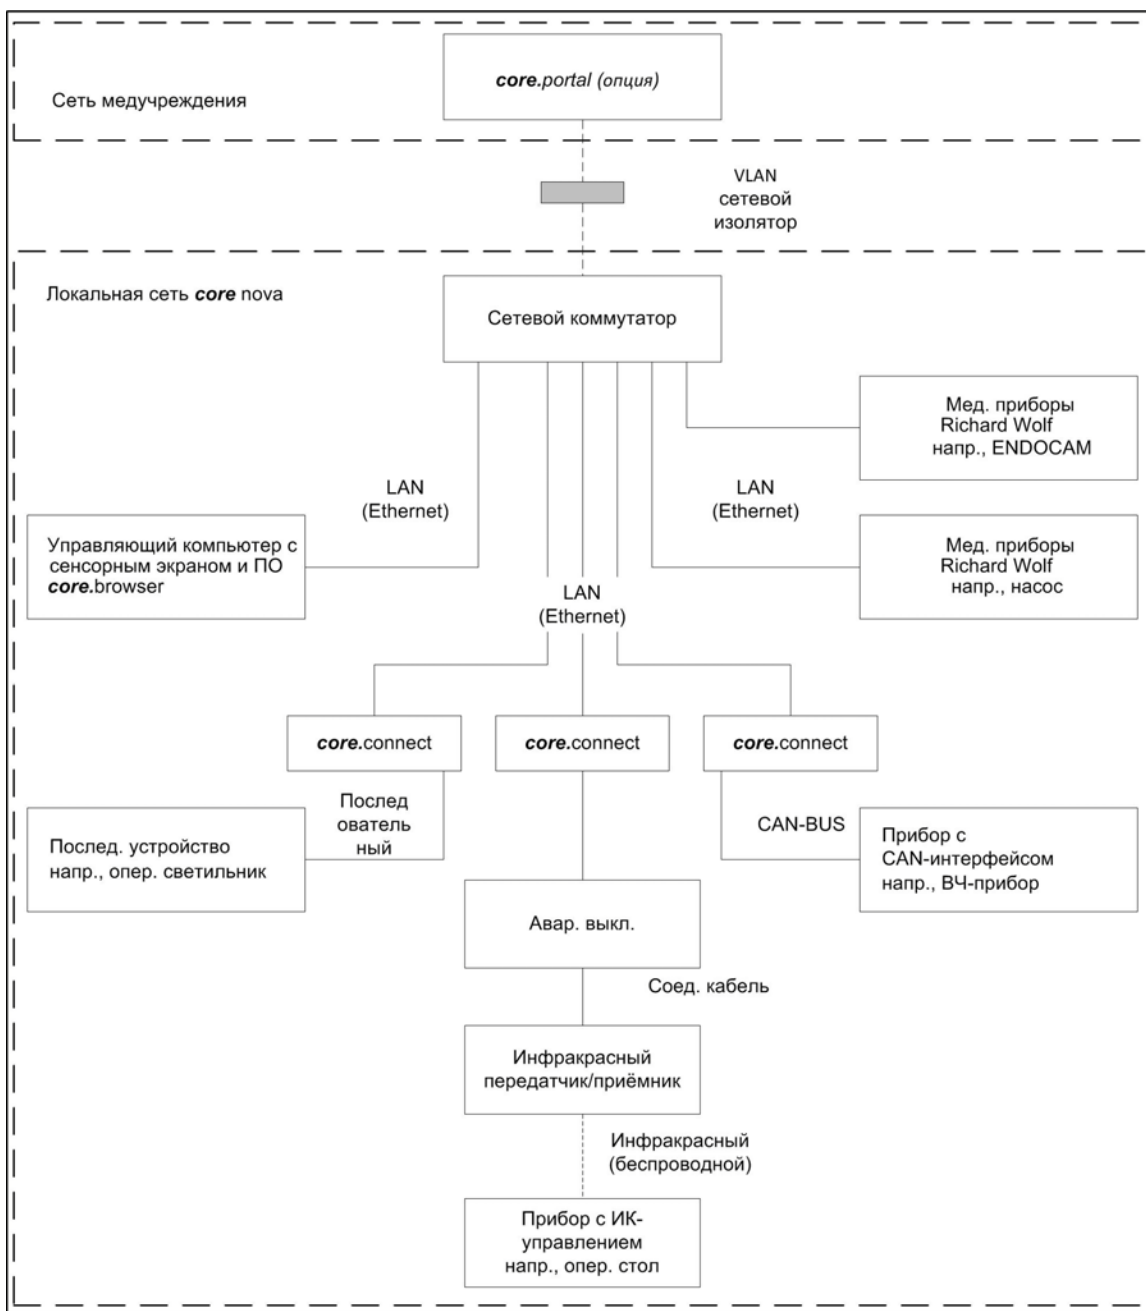 core.portal (опция)
Сеть медучреждения
VLAN
сетевой
изолятор
Локальная сеть core nova
Сетевой коммутатор
Мед. приборы
Richard Wolf
напр., ENDOCAM
LAN
(Ethernet)
LAN
(Ethernet)
Управляющий компьютер с
сенсорным экраном и ПО
core.browser
Мед. приборы
Richard Wolf
напр., насос
LAN
(Ethernet)
core.connect
core.connect
core.connect
Послед
ователь
ный
CAN-BUS
Послед. устройство
напр., опер. светильник
Прибор с
CAN-интерфейсом
напр., ВЧ-прибор
Авар. выкл.
Соед. кабель
Инфракрасный
передатчик/приёмник
Инфракрасный
(беспроводной)
Прибор с ИК-
управлением
напр., опер. стол